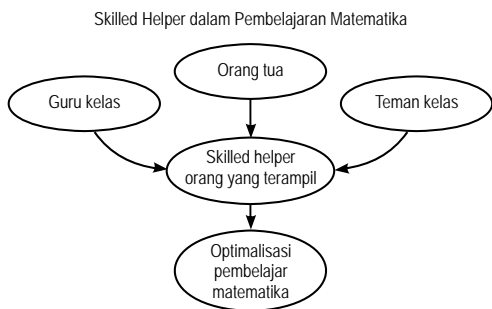 Skilled Helper dalam Pembelajaran Matematika
Orang tua
Guru kelas
Teman kelas
Skilled helper
orang yang terampil
Optimalisasi
pembelajar
matematika